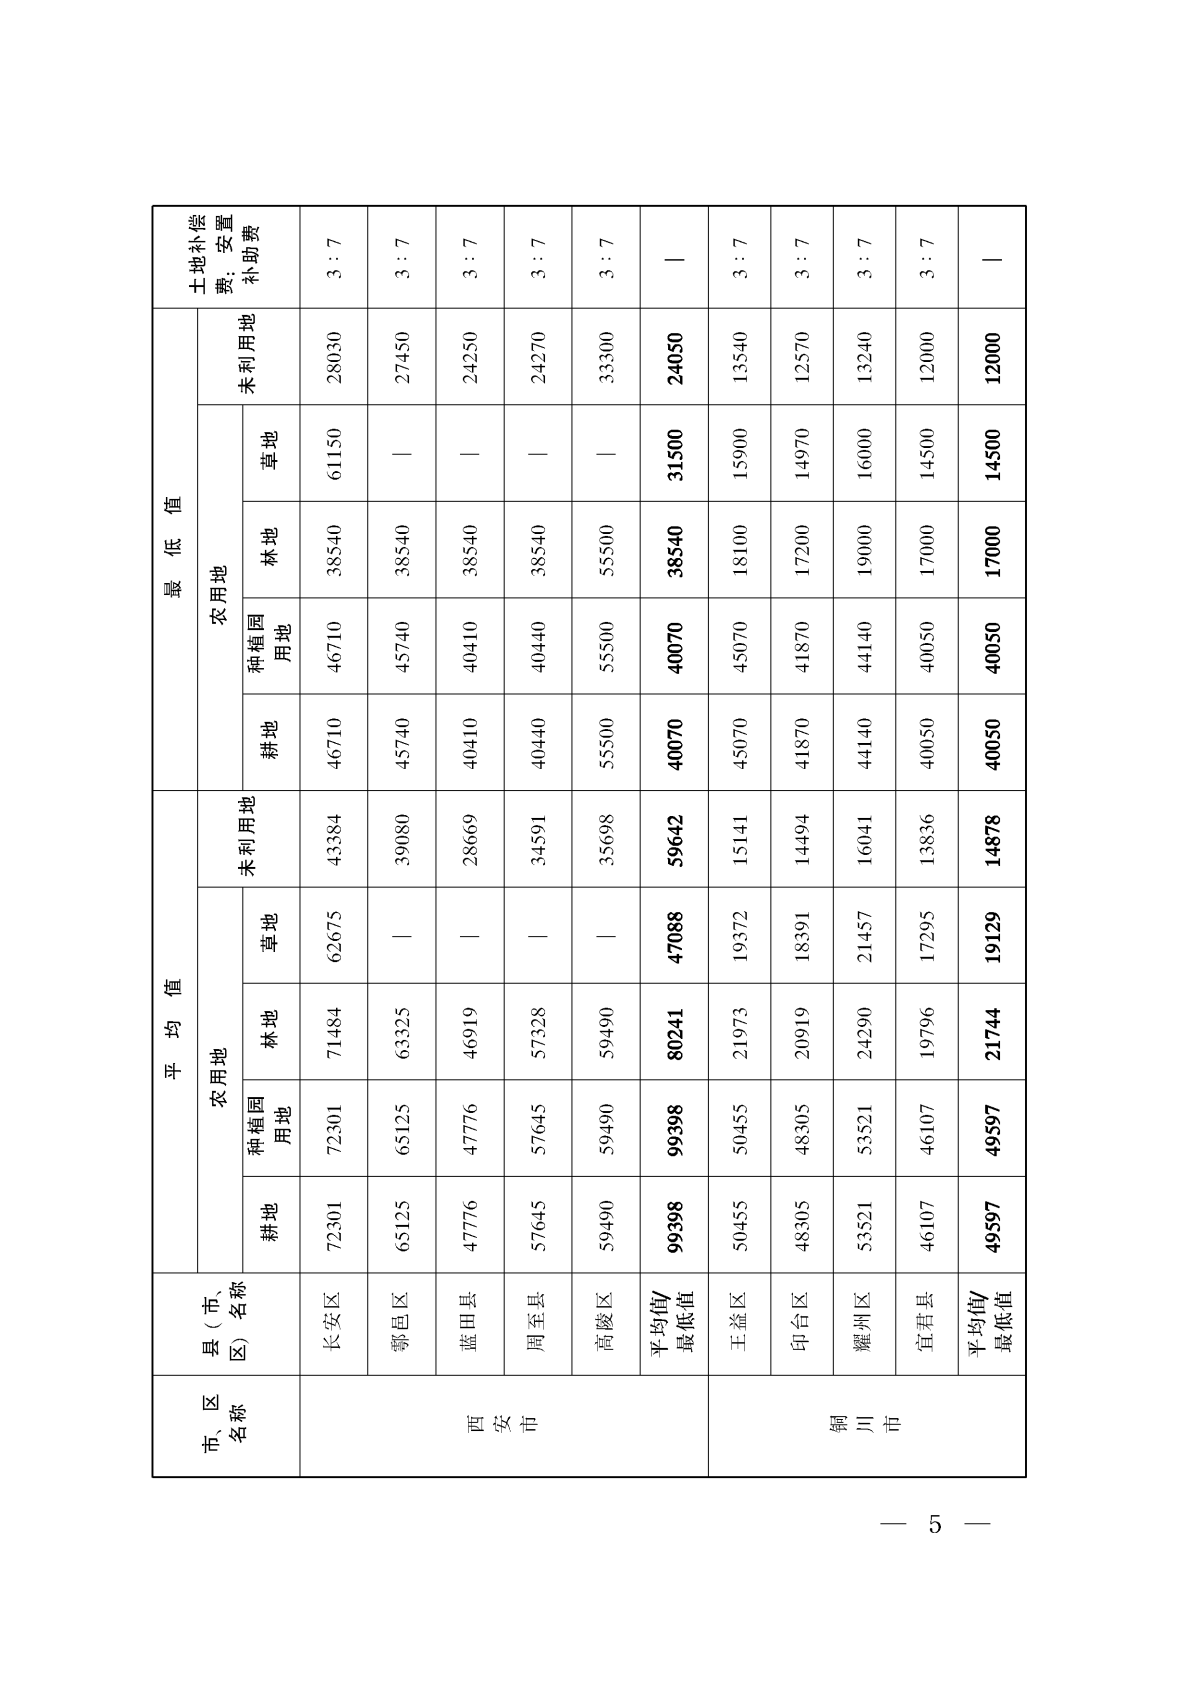 市、区
名称
县（市、
区）名称
平 均 值
最 低 值
土地补偿
费：安置
补助费
农用地
未利用地
农用地
未利用地
耕地
种植园
用地
林地
草地
耕地
种植园
用地
林地
草地
西安市
长安区 72301 72301 71484 62675 43384 46710 46710 38540 61150 28030 3：7
鄠邑区 65125 65125 63325 — 39080 45740 45740 38540 — 27450 3：7
蓝田县 47776 47776 46919 — 28669 40410 40410 38540 — 24250 3：7
周至县 57645 57645 57328 — 34591 40440 40440 38540 — 24270 3：7
高陵区 59490 59490 59490 — 35698 55500 55500 55500 — 33300 3：7
平均值/
最低值 99398 99398 80241 47088 59642 40070 40070 38540 31500 24050 —
铜川市
王益区 50455 50455 21973 19372 15141 45070 45070 18100 15900 13540 3：7
印台区 48305 48305 20919 18391 14494 41870 41870 17200 14970 12570 3：7
耀州区 53521 53521 24290 21457 16041 44140 44140 19000 16000 13240 3：7
宜君县 46107 46107 19796 17295 13836 40050 40050 17000 14500 12000 3：7
平均值/
最低值 49597 49597 21744 19129 14878 40050 40050 17000 14500 12000 —
— 5 —